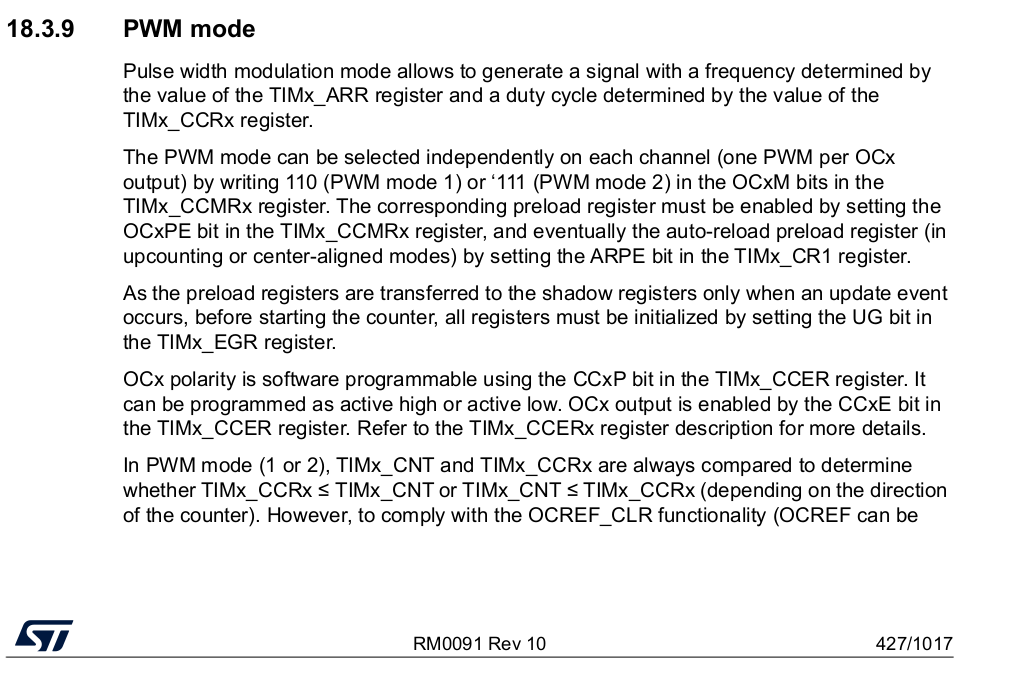 18.3.9 PWM mode
Pulse width modulation mode allows to generate a signal with a frequency determined by
the value of the TIMx_ARR register and a duty cycle determined by the value of the
TIMx_CCRx register.
The PWM mode can be selected independently on each channel (one PWM per OCx
output) by writing 110 (PWM mode 1) or ‘111 (PWM mode 2) in the OCxM bits in the
TIMx_CCMRx register. The corresponding preload register must be enabled by setting the
OCxPE bit in the TIMx_CCMRx register, and eventually the auto-reload preload register (in
upcounting or center-aligned modes) by setting the ARPE bit in the TIMx_CR1 register.
As the preload registers are transferred to the shadow registers only when an update event
occurs, before starting the counter, all registers must be initialized by setting the UG bit in
the TIMx_EGR register.
OCx polarity is software programmable using the CCxP bit in the TIMx_CCER register. It
can be programmed as active high or active low. OCx output is enabled by the CCxE bit in
the TIMx_CCER register. Refer to the TIMx_CCERx register description for more details.
In PWM mode (1 or 2), TIMx_CNT and TIMx_CCRx are always compared to determine
whether TIMx_CCRx ≤ TIMx_CNT or TIMx_CNT ≤ TIMx_CCRx (depending on the direction
of the counter). However, to comply with the OCREF_CLR functionality (OCREF can be
ST RM0091 Rev 10 427/1017